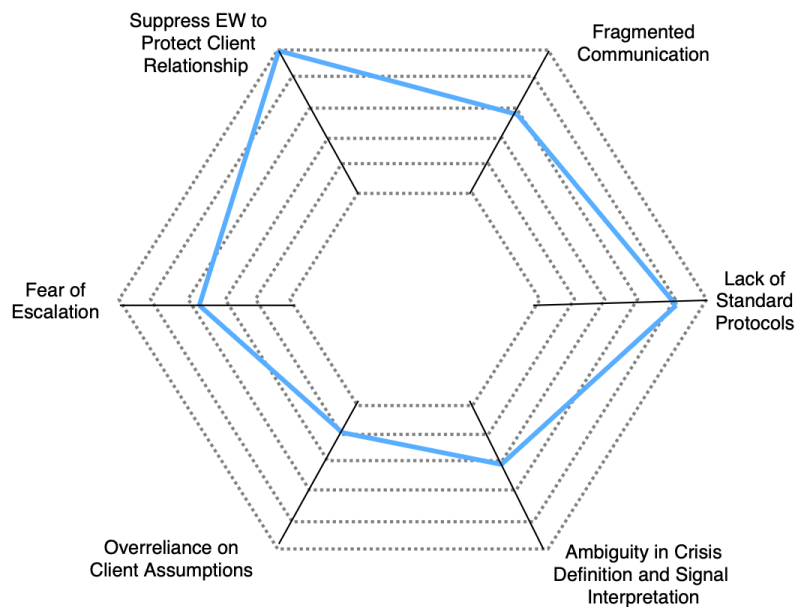 Suppress EW to
Protect Client
Relationship
Fragmented
Communication
Lack of
Standard
Protocols
Ambiguity in Crisis
Definition and Signal
Interpretation
Overreliance on
Client Assumptions
Fear of
Escalation